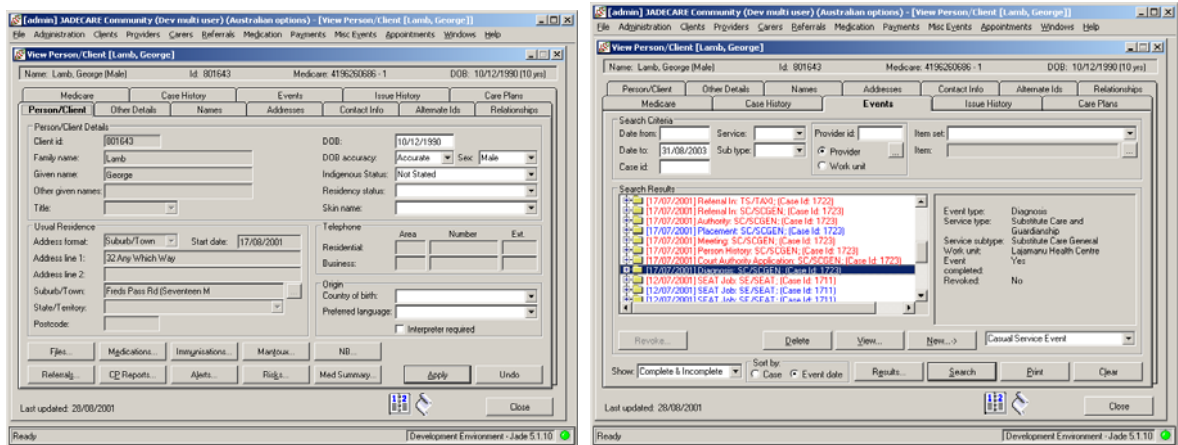 [admin] JADECARE Community (Dev multi user) (Australian options) - [View Person/Client [Lamb, George]]
File Administration Clients Providers Carers Referrals Medication Payments Misc Events Appointments Windows Help
View Person/Client [Lamb, George]
Name: Lamb, George (Male) Id: 801643 Medicare: 4196260686 - 1 DOB: 10/12/1990 (10 yrs)
Medicare Case History Events Issue History Care Plans
Person/Client Other Details Names Addresses Contact Info Alternate Ids Relationships
Person/Client Details
Client id: 801643 DOB: 10/12/1990
Family name: Lamb DOB accuracy: Accurate Sex: Male
Given name: George Indigenous Status: Not Stated
Other given names: Residency status:
Title: Skin name:
Usual Residence Telephone
Address format: Suburb/Town Start date: 17/08/2001 Area Number Ext.
Address line 1: 32 Any Which Way Residential:
Address line 2: Business:
Suburb/Town: Freds Pass Rd (Seventeen M Origin
Country of birth:
State/Territory: Preferred language:
Postcode: Interpreter required
Files... Medications... Immunisations... Mantoux... NB...
Referrals... CP Reports... Alerts... Risks... Med Summary... Apply Undo
Last updated: 28/08/2001 Close
Ready Development Environment - Jade 5.1.10
[admin] JADECARE Community (Dev multi user) (Australian options) - [View Person/Client [Lamb, George]]
File Administration Clients Providers Carers Referrals Medication Payments Misc Events Appointments Windows Help
View Person/Client [Lamb, George]
Name: Lamb, George (Male) Id: 801643 Medicare: 4196260686 - 1 DOB: 10/12/1990 (10 yrs)
Person/Client Other Details Names Addresses Contact Info Alternate Ids Relationships
Medicare Case History Events Issue History Care Plans
Search Criteria
Date from: Service: Provider id: Item set:
Date to: 31/08/2003 Sub type: Provider ... Item: ...
Case id: Work unit
Search Results
[17/07/2001] Referral In: TS/TAXI; (Case Id: 1722)
[17/07/2001] Referral In: SC/SCGEN; (Case Id: 1723)
[17/07/2001] Authority: SC/SCGEN; (Case Id: 1723)
[17/07/2001] Placement: SC/SCGEN; (Case Id: 1723)
[17/07/2001] Meeting: SC/SCGEN; (Case Id: 1723)
[17/07/2001] Person History: SC/SCGEN; (Case Id: 1723)
[17/07/2001] Court Authority Application: SC/SCGEN; (Case Id: 1723)
[17/07/2001] Diagnosis: SC/SCGEN; (Case Id: 1723)
[12/07/2001] SEAT Job: SE/SEAT; (Case Id: 1711)
[12/07/2001] SEAT Job: SE/SEAT; (Case Id: 1711)
[12/07/2001] SEAT Job: SE/SEAT; (Case Id: 1711)
Event type: Diagnosis
Service type: Substitute Care and
Guardianship
Service subtype: Substitute Care General
Work unit: Lajamanu Health Centre
Event Yes
completed:
Revoked: No
Revoke... Delete View... New...-> Casual Service Event
Show: Complete & Incomplete Sort by: Case Event date Results... Search Print Clear
Last updated: 28/08/2001 Close
Ready Development Environment - Jade 5.1.10